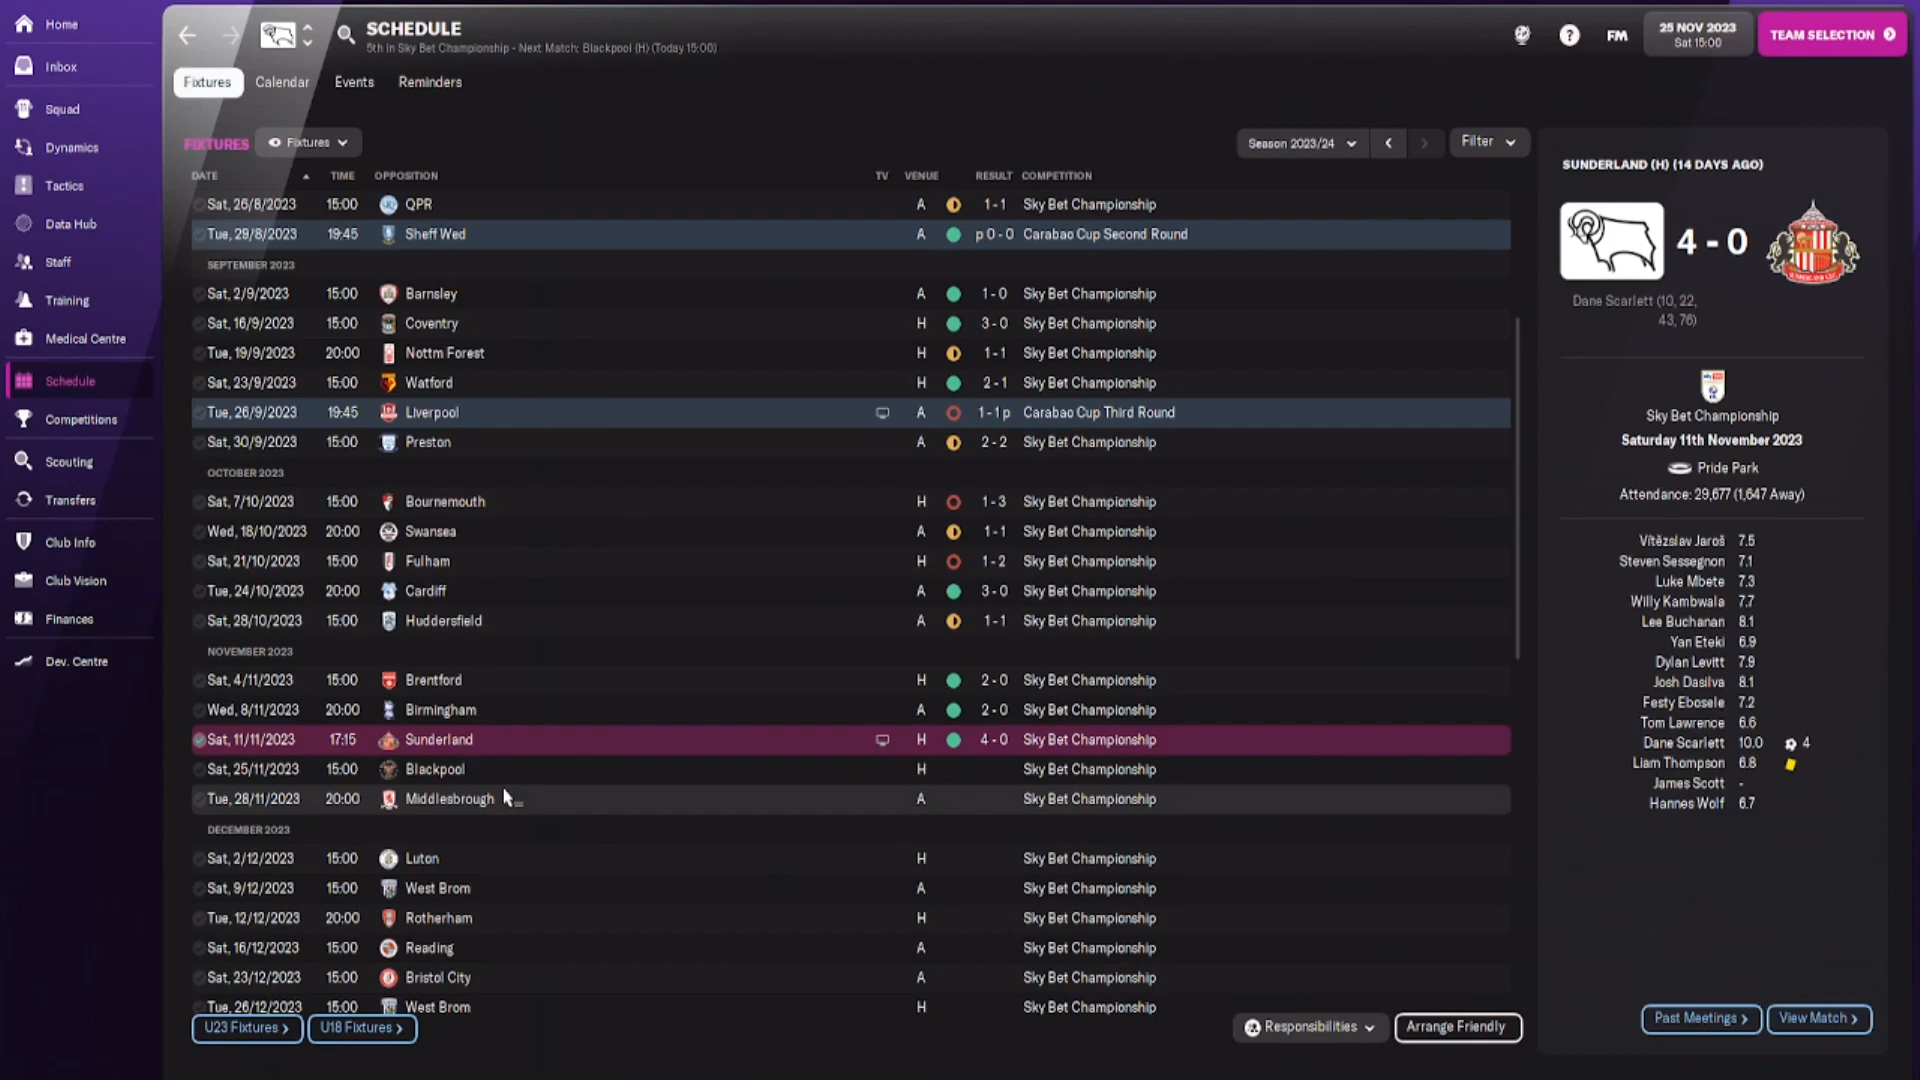 Home
Inbox
Squad
Dynamics
Tactics
Data Hub
Staff
Training
Medical Centre
Schedule
Competitions
Scouting
Transfers
Club Info
Club Vision
Finances
Dev. Centre
SCHEDULE
5th in Sky Bet Championship - Next Match: Blackpool (H) (Today 15:00)
?
FM
25 NOV 2023
Sat 15:00
TEAM SELECTION
Fixtures Calendar Events Reminders
FIXTURES Fixtures Season 2023/24 Filter
DATE TIME OPPOSITION TV VENUE RESULT COMPETITION
Sat, 26/8/2023 15:00 QPR A 1 - 1 Sky Bet Championship
Tue, 29/8/2023 19:45 Sheff Wed A p 0 - 0 Carabao Cup Second Round
SEPTEMBER 2023
Sat, 2/9/2023 15:00 Barnsley A 1 - 0 Sky Bet Championship
Sat, 16/9/2023 15:00 Coventry H 3 - 0 Sky Bet Championship
Tue, 19/9/2023 20:00 Nottm Forest H 1 - 1 Sky Bet Championship
Sat, 23/9/2023 15:00 Watford H 2 - 1 Sky Bet Championship
Tue, 26/9/2023 19:45 Liverpool A 1 - 1 p Carabao Cup Third Round
Sat, 30/9/2023 15:00 Preston A 2 - 2 Sky Bet Championship
OCTOBER 2023
Sat, 7/10/2023 15:00 Bournemouth H 1 - 3 Sky Bet Championship
Wed, 18/10/2023 20:00 Swansea A 1 - 1 Sky Bet Championship
Sat, 21/10/2023 15:00 Fulham H 1 - 2 Sky Bet Championship
Tue, 24/10/2023 20:00 Cardiff A 3 - 0 Sky Bet Championship
Sat, 28/10/2023 15:00 Huddersfield A 1 - 1 Sky Bet Championship
NOVEMBER 2023
Sat, 4/11/2023 15:00 Brentford H 2 - 0 Sky Bet Championship
Wed, 8/11/2023 20:00 Birmingham A 2 - 0 Sky Bet Championship
Sat, 11/11/2023 17:15 Sunderland H 4 - 0 Sky Bet Championship
Sat, 25/11/2023 15:00 Blackpool H Sky Bet Championship
Tue, 28/11/2023 20:00 Middlesbrough A Sky Bet Championship
DECEMBER 2023
Sat, 2/12/2023 15:00 Luton H Sky Bet Championship
Sat, 9/12/2023 15:00 West Brom A Sky Bet Championship
Tue, 12/12/2023 20:00 Rotherham H Sky Bet Championship
Sat, 16/12/2023 15:00 Reading A Sky Bet Championship
Sat, 23/12/2023 15:00 Bristol City A Sky Bet Championship
Tue, 26/12/2023 15:00 West Brom H Sky Bet Championship
U23 Fixtures > U18 Fixtures > Responsibilities Arrange Friendly
SUNDERLAND (H) (14 DAYS AGO)
4 - 0
Dane Scarlett (10, 22,
43, 76)
Sky Bet Championship
Saturday 11th November 2023
Pride Park
Attendance: 29,677 (1,647 Away)
Vítězslav Jaroš 7.5
Steven Sessegnon 7.1
Luke Mbete 7.3
Willy Kambwala 7.7
Lee Buchanan 8.1
Yan Eteki 6.9
Dylan Levitt 7.9
Josh Dasilva 8.1
Festy Ebosele 7.2
Tom Lawrence 6.6
Dane Scarlett 10.0 4
Liam Thompson 6.8
James Scott -
Hannes Wolf 6.7
Past Meetings > View Match >